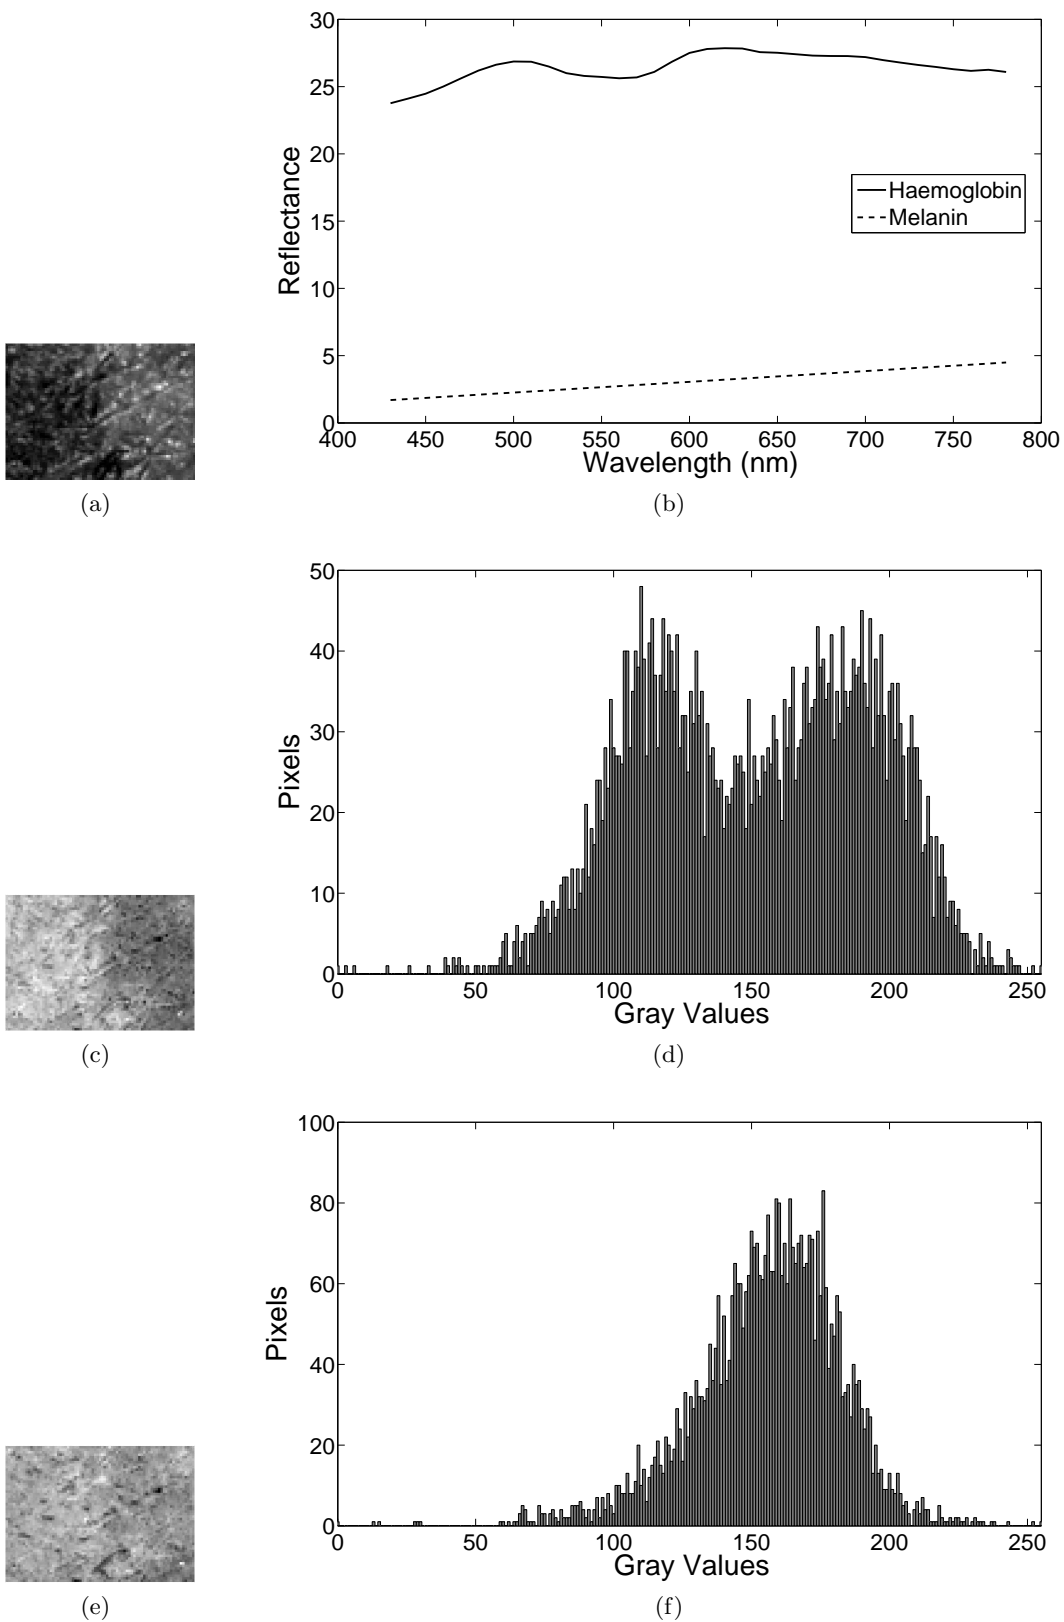 30
25
20
15
10
5
0
Reflectance
Haemoglobin
Melanin
400 450 500 550 600 650 700 750 800
Wavelength (nm)
(a)
(b)
50
40
30
20
10
0
Pixels
0 50 100 150 200 250
Gray Values
(c)
(d)
100
80
60
40
20
0
Pixels
0 50 100 150 200 250
Gray Values
(e)
(f)